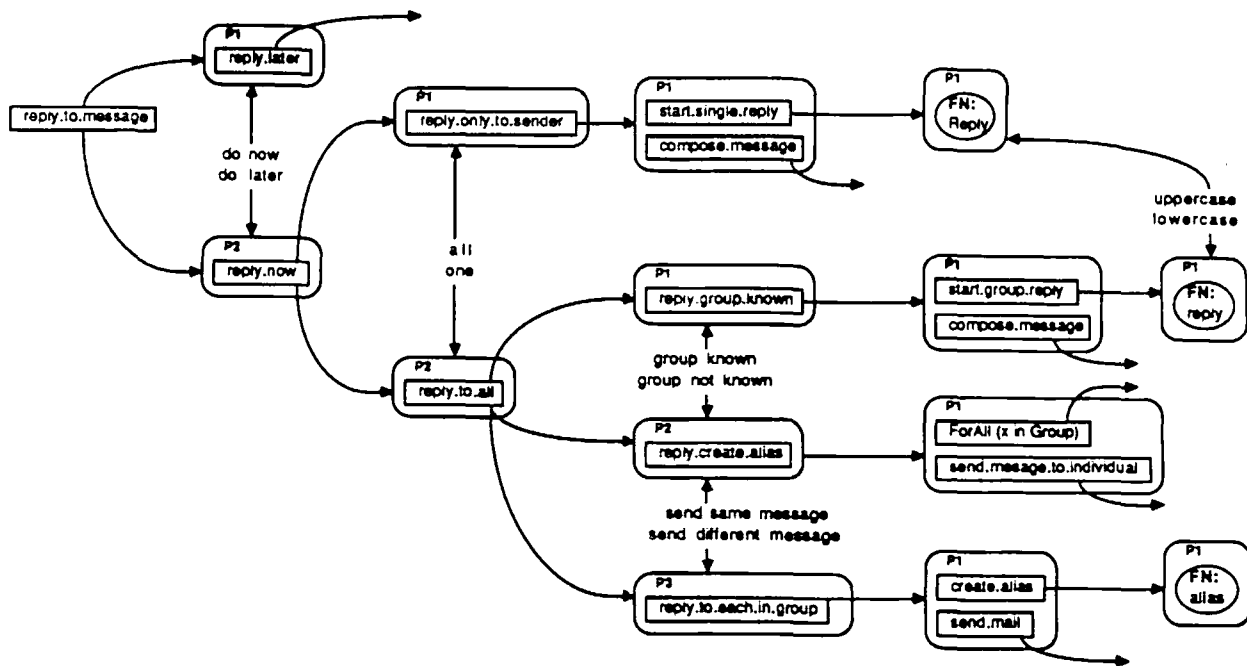 P1
reply.later
reply.to.message
do now
do later
P2
reply.now
P1
reply.only.to.sender
all
one
P2
reply.to.all
P1
start.single.reply
compose.message
P1
FN:
Reply
uppercase
lowercase
P1
reply.group.known
P1
start.group.reply
compose.message
P1
FN:
reply
group known
group not known
P2
reply.create.alias
P1
ForAll (x in Group)
send.mesage.to.individual
send same message
send different message
P3
reply.to.each.in.group
P1
create.alias
send.mail
P1
FN:
alias